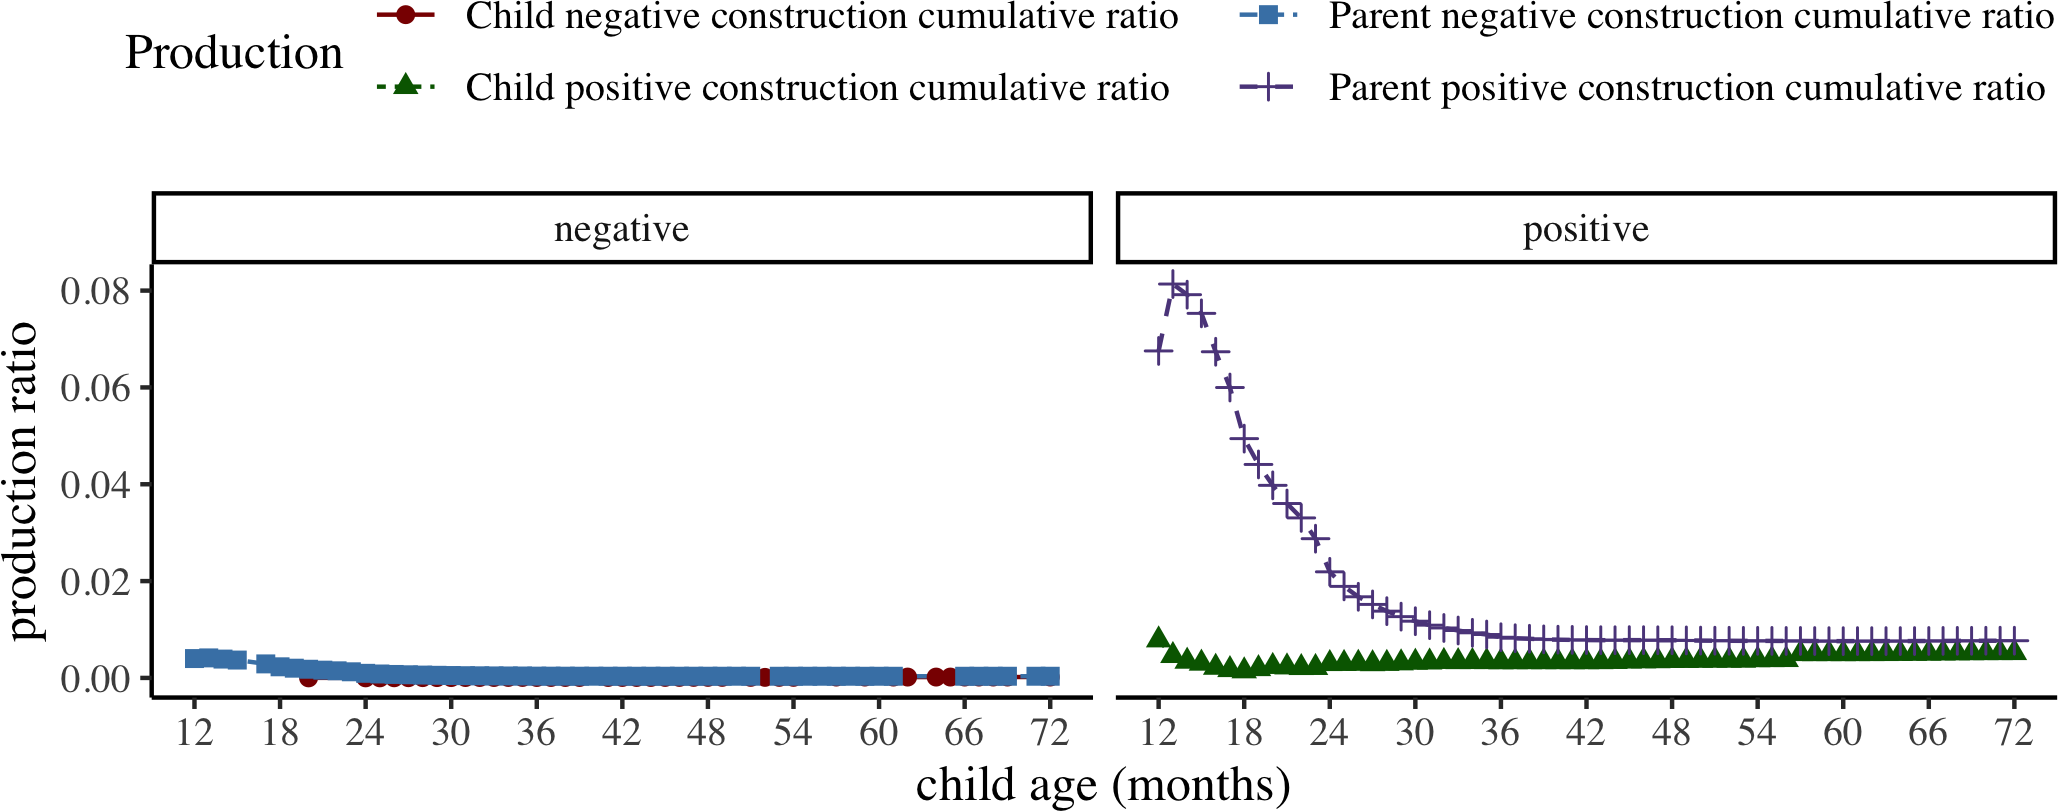 Production
Child negative construction cumulative ratio
Parent negative construction cumulative ratio
Child positive construction cumulative ratio
Parent positive construction cumulative ratio
negative
positive
production ratio
0.08
0.06
0.04
0.02
0.00
12 18 24 30 36 42 48 54 60 66 72
12 18 24 30 36 42 48 54 60 66 72
child age (months)